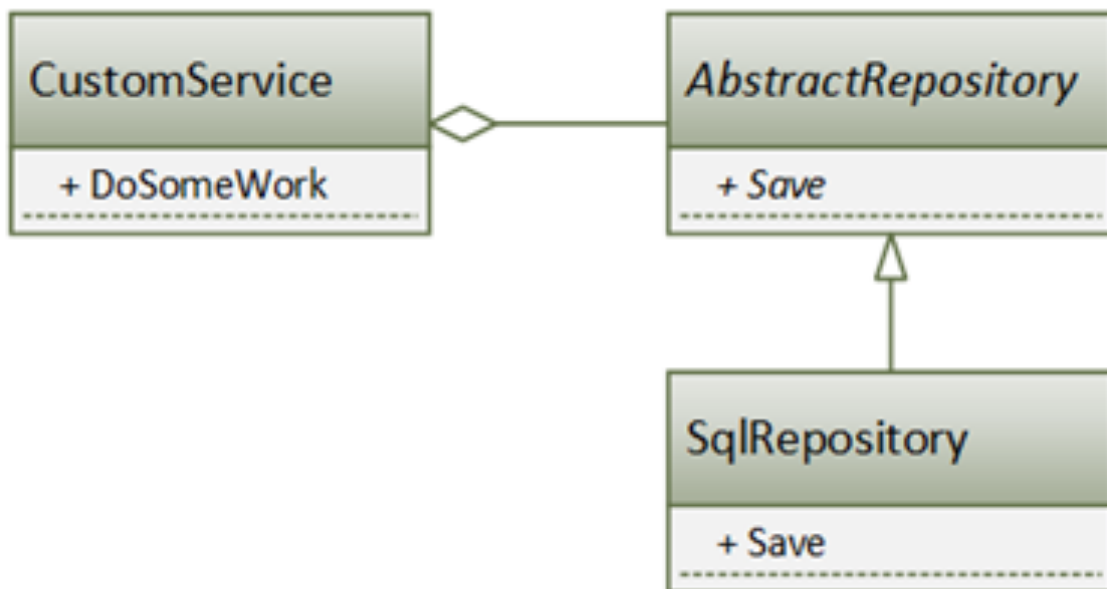 CustomService
+ DoSomeWork
AbstractRepository
+ Save
SqlRepository
+ Save